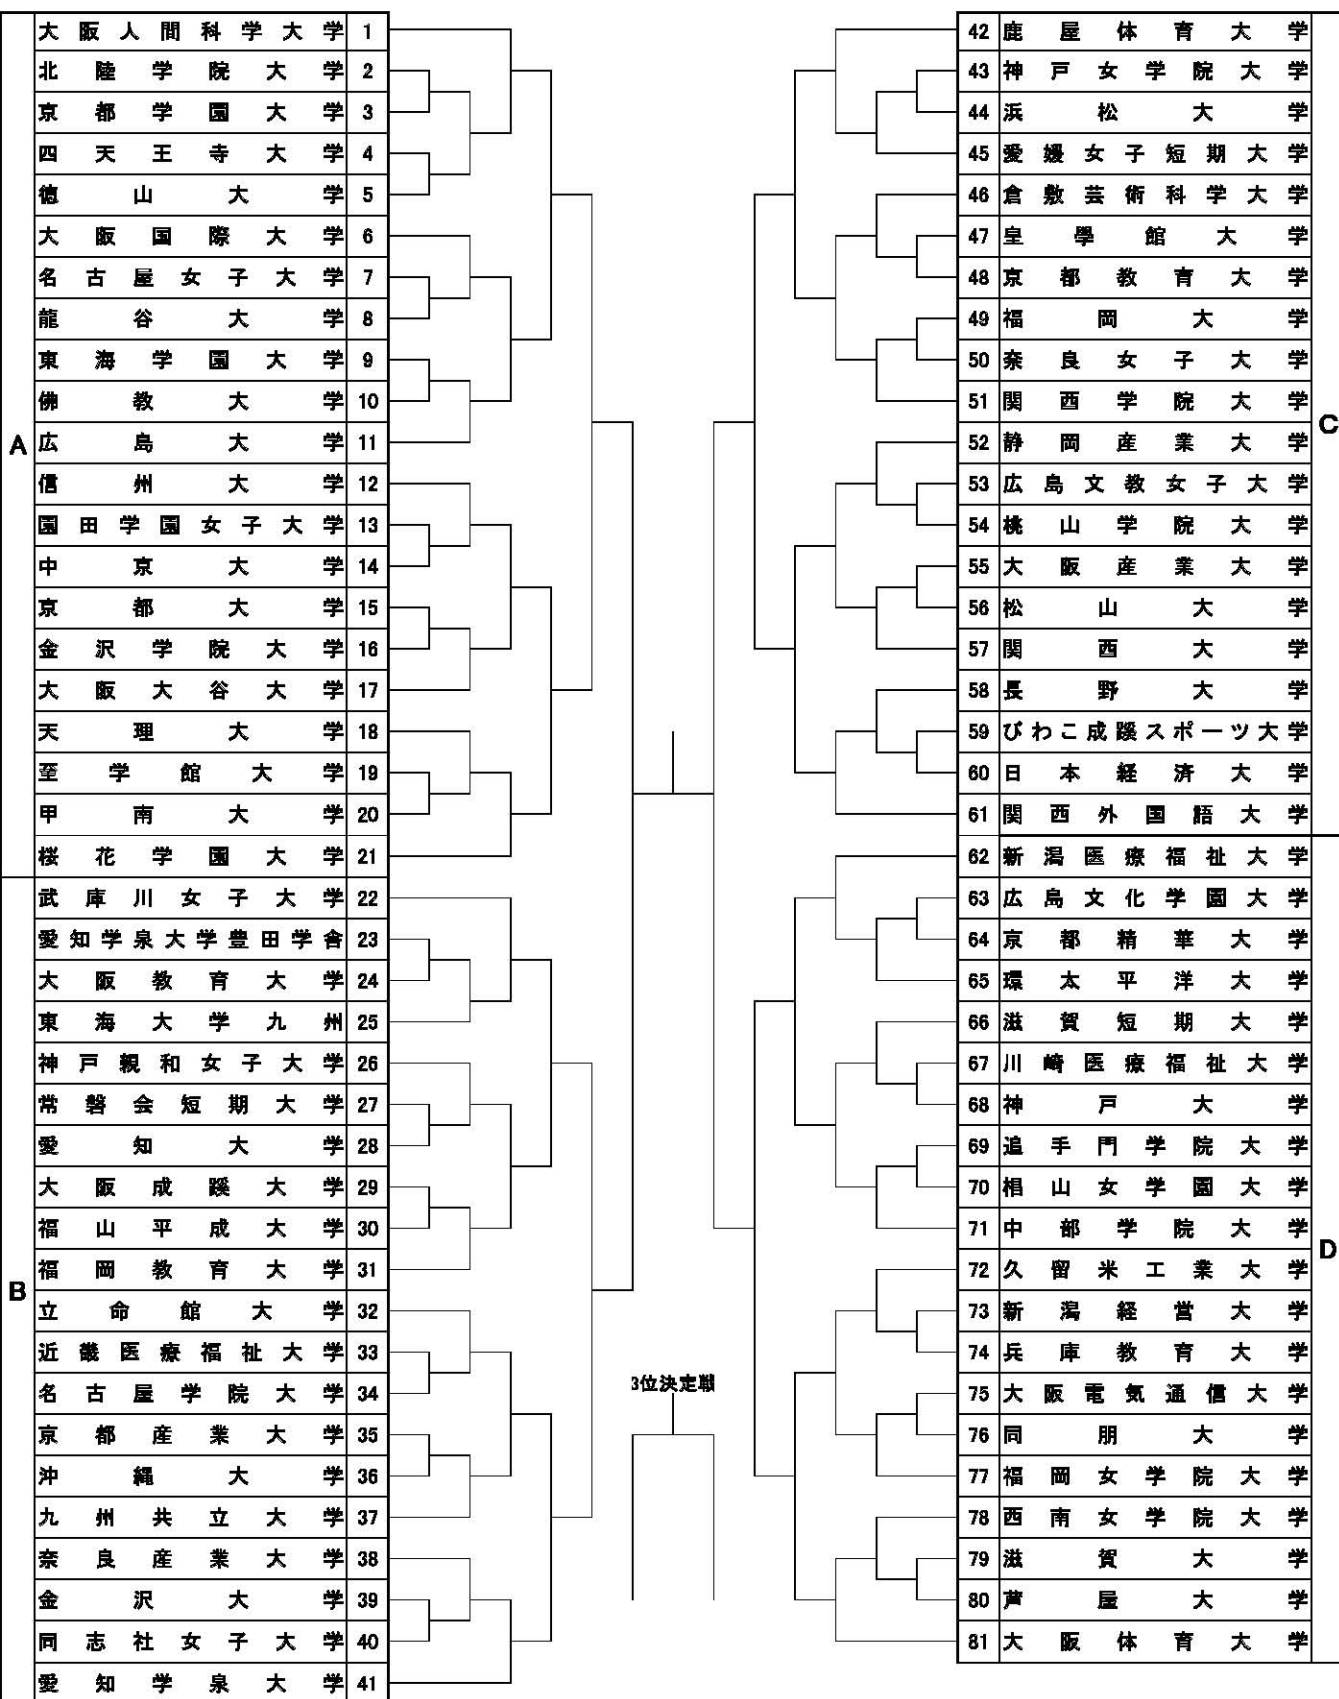 A
大阪人間科学大学 1
北陸学院大学 2
京都学園大学 3
四天王寺大学 4
徳山大学 5
大阪国際大学 6
名古屋女子大学 7
龍谷大学 8
東海学園大学 9
佛教大学 10
広島大学 11
信州大学 12
園田学園女子大学 13
中京大学 14
京都大学 15
金沢学院大学 16
大阪大谷大学 17
天理大学 18
至学館大学 19
甲南大学 20
桜花学園大学 21
B
武庫川女子大学 22
愛知学泉大学豊田学舎 23
大阪教育大学 24
東海大学九州 25
神戸親和女子大学 26
常磐会短期大学 27
愛知大学 28
大阪成蹊大学 29
福山平成大学 30
福岡教育大学 31
立命館大学 32
近畿医療福祉大学 33
名古屋学院大学 34
京都産業大学 35
沖縄大学 36
九州共立大学 37
奈良産業大学 38
金沢大学 39
同志社女子大学 40
愛知学泉大学 41
3位決定戦
C
42 鹿屋体育大学
43 神戸女学院大学
44 浜松大学
45 愛媛女子短期大学
46 倉敷芸術科学大学
47 皇學館大学
48 京都教育大学
49 福岡大学
50 奈良女子大学
51 関西学院大学
52 静岡産業大学
53 広島文教女子大学
54 桃山学院大学
55 大阪産業大学
56 松山大学
57 関西大学
58 長野大学
59 びわこ成蹊スポーツ大学
60 日本経済大学
61 関西外国語大学
D
62 新潟医療福祉大学
63 広島文化学園大学
64 京都精華大学
65 環太平洋大学
66 滋賀短期大学
67 川崎医療福祉大学
68 神戸大学
69 追手門学院大学
70 椙山女学園大学
71 中部学院大学
72 久留米工業大学
73 新潟経営大学
74 兵庫教育大学
75 大阪電気通信大学
76 同朋大学
77 福岡女学院大学
78 西南女学院大学
79 滋賀大学
80 芦屋大学
81 大阪体育大学